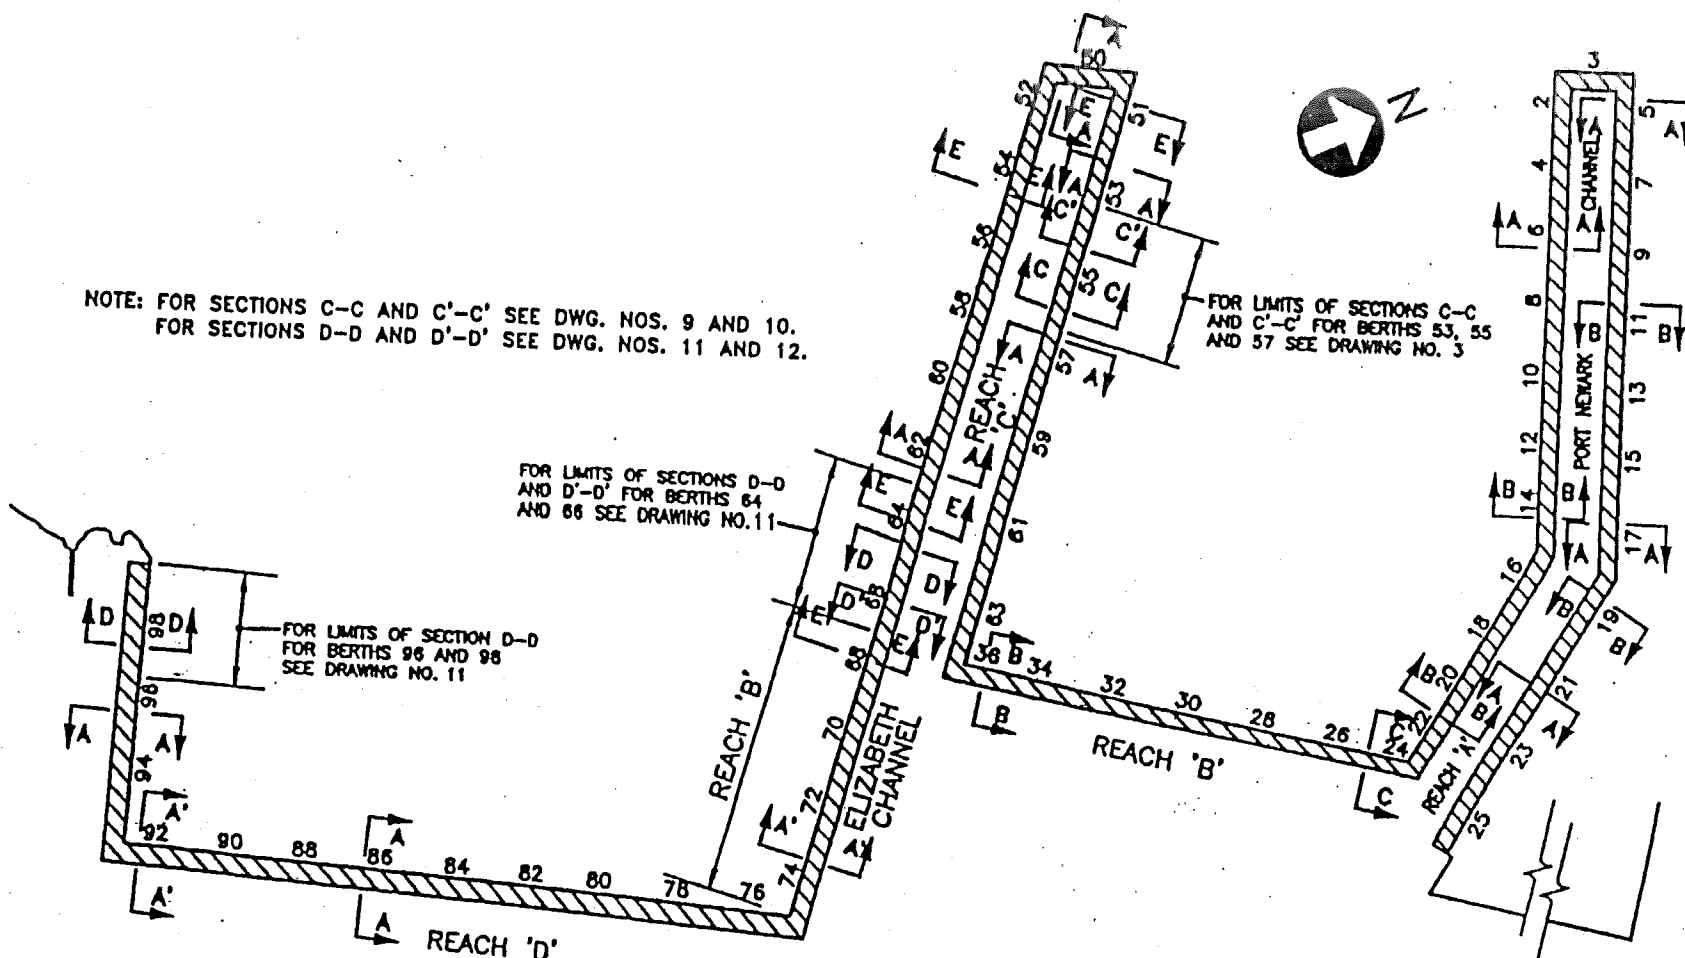 NOTE: FOR SECTIONS C-C AND C'-C' SEE DWG. NOS. 9 AND 10.
FOR SECTIONS D-D AND D'-D' SEE DWG. NOS. 11 AND 12.
FOR LIMITS OF SECTIONS C-C
AND C'-C' FOR BERTHS 53, 55
AND 57 SEE DRAWING NO. 3
FOR LIMITS OF SECTIONS D-D
AND D'-D' FOR BERTHS 64
AND 66 SEE DRAWING NO.11
FOR LIMITS OF SECTION D-D
FOR BERTHS 96 AND 98
SEE DRAWING NO. 11
N
A
50
52
E
A
51
E
E
54
E
A
C'
53
A
C'
56
C
55
C
58
A
57
A
60
REACH
'C'
59
A
62
A
E
64
E
61
D
D
D'
E
D'
E
68
63
36
B
34
32
30
28
26
24
C
22
B
REACH 'B'
C
REACH 'B'
70
ELIZABETH
CHANNEL
72
A'
A'
74
76
78
80
82
84
86
88
90
92
A
A
A'
A'
REACH 'D'
94
A
A
98
D
D
3
2
5
A
A
4
CHANNEL
7
6
A
A
9
8
B
11
B
10
PORT NEWARK
13
12
15
14
B
B
A
17
A
16
B
19
B
18
20
B
A
B
21
A
REACH 'A'
23
25